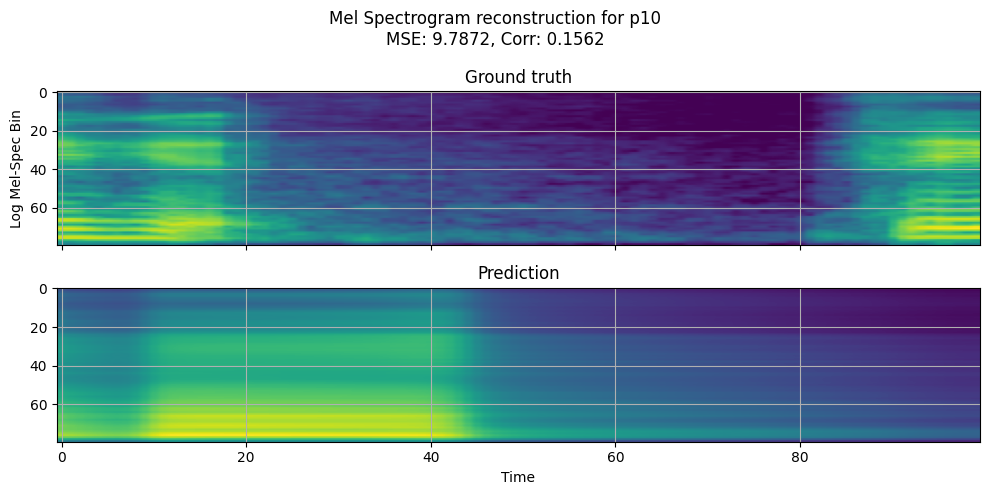 Mel Spectrogram reconstruction for p10
MSE: 9.7872, Corr: 0.1562
Ground truth
Log Mel-Spec Bin
0
20
40
60
Prediction
0
20
40
60
0 20 40 60 80
Time